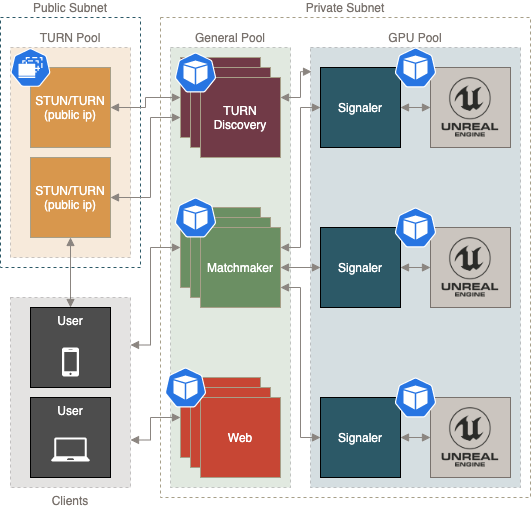 Public Subnet
Private Subnet
TURN Pool
General Pool
GPU Pool
STUN/TURN
(public ip)
TURN
Discovery
Signaler
UNREAL
ENGINE
STUN/TURN
(public ip)
Matchmaker
Signaler
UNREAL
ENGINE
User
User
Web
Signaler
UNREAL
ENGINE
Clients